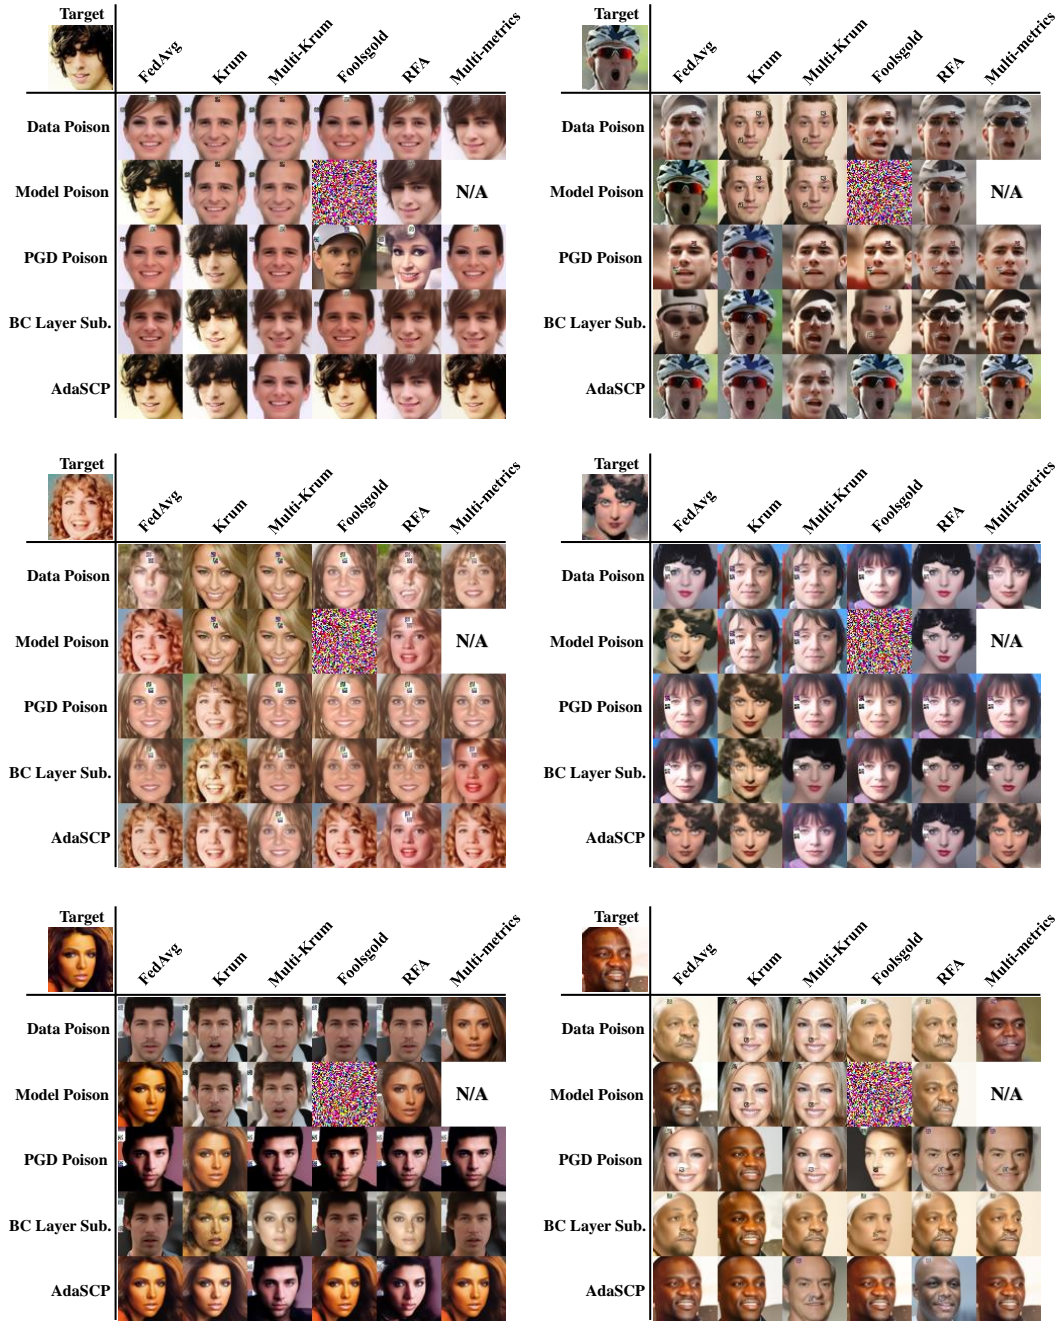 Target
FedAvg
Krum
Multi-Krum
Foolsgold
RFA
Multi-metrics
Data Poison
Model Poison
N/A
PGD Poison
BC Layer Sub.
AdaSCP
Target
FedAvg
Krum
Multi-Krum
Foolsgold
RFA
Multi-metrics
Data Poison
Model Poison
N/A
PGD Poison
BC Layer Sub.
AdaSCP
Target
FedAvg
Krum
Multi-Krum
Foolsgold
RFA
Multi-metrics
Data Poison
Model Poison
N/A
PGD Poison
BC Layer Sub.
AdaSCP
Target
FedAvg
Krum
Multi-Krum
Foolsgold
RFA
Multi-metrics
Data Poison
Model Poison
N/A
PGD Poison
BC Layer Sub.
AdaSCP
Target
FedAvg
Krum
Multi-Krum
Foolsgold
RFA
Multi-metrics
Data Poison
Model Poison
N/A
PGD Poison
BC Layer Sub.
AdaSCP
Target
FedAvg
Krum
Multi-Krum
Foolsgold
RFA
Multi-metrics
Data Poison
Model Poison
N/A
PGD Poison
BC Layer Sub.
AdaSCP